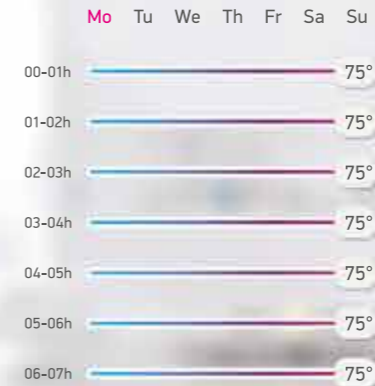 Mo Tu We Th Fr Sa Su
00-01h 75°
01-02h 75°
02-03h 75°
03-04h 75°
04-05h 75°
05-06h 75°
06-07h 75°